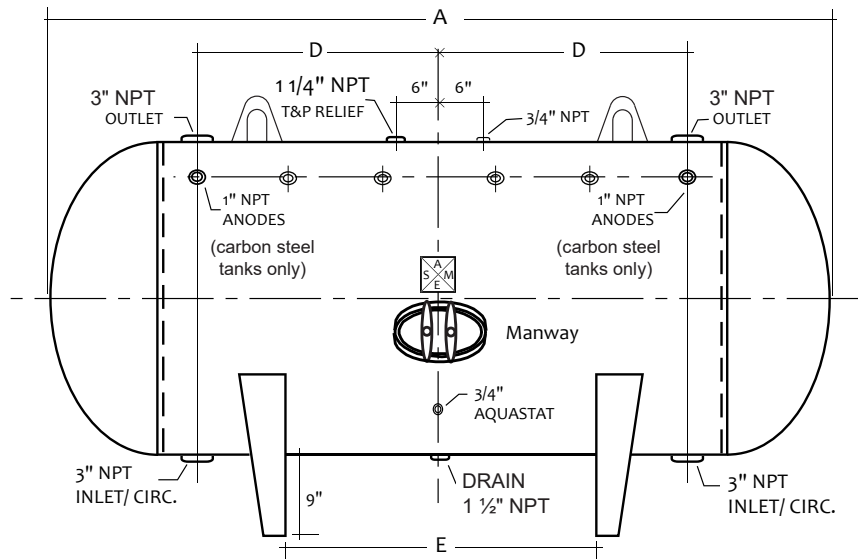 A
D
D
6"
6"
1 1/4" NPT
T&P RELIEF
3" NPT
OUTLET
3/4" NPT
3" NPT
OUTLET
1" NPT
ANODES
(carbon steel
tanks only)
1" NPT
ANODES
(carbon steel
tanks only)
A
S M
E
Manway
3/4"
AQUASTAT
3" NPT
INLET/ CIRC.
9"
DRAIN
1 ½" NPT
3" NPT
INLET/ CIRC.
E